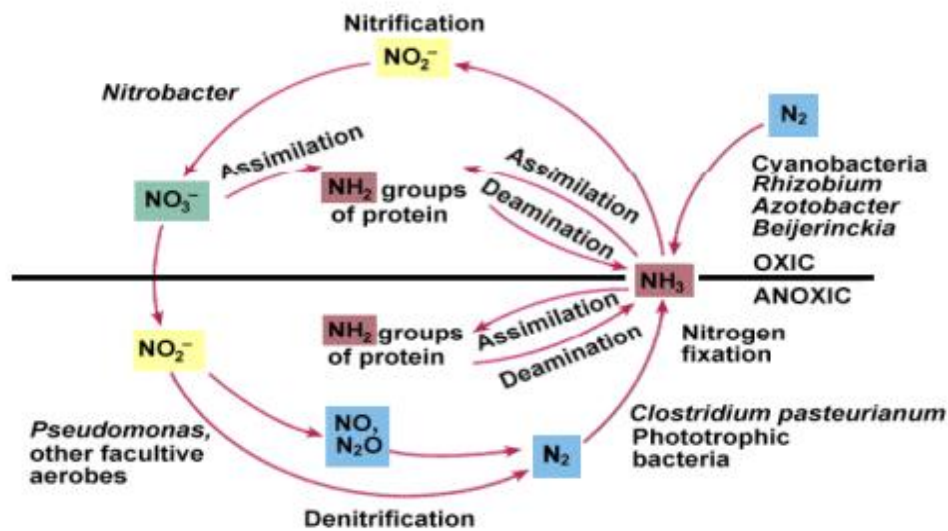 Nitrification
NO₂⁻
Nitrobacter
N₂
Assimilation
Assimilation
Cyanobacteria
Rhizobium
Azotobacter
Beijerinckia
NO₃⁻
NH₂ groups
of protein
Deamination
OXIC
NH₃
ANOXIC
NO₂⁻
NH₂ groups
of protein
Assimilation
Deamination
Nitrogen
fixation
Pseudomonas,
other facultive
aerobes
NO,
N₂O
N₂
Clostridium pasteurianum
Phototrophic
bacteria
Denitrification